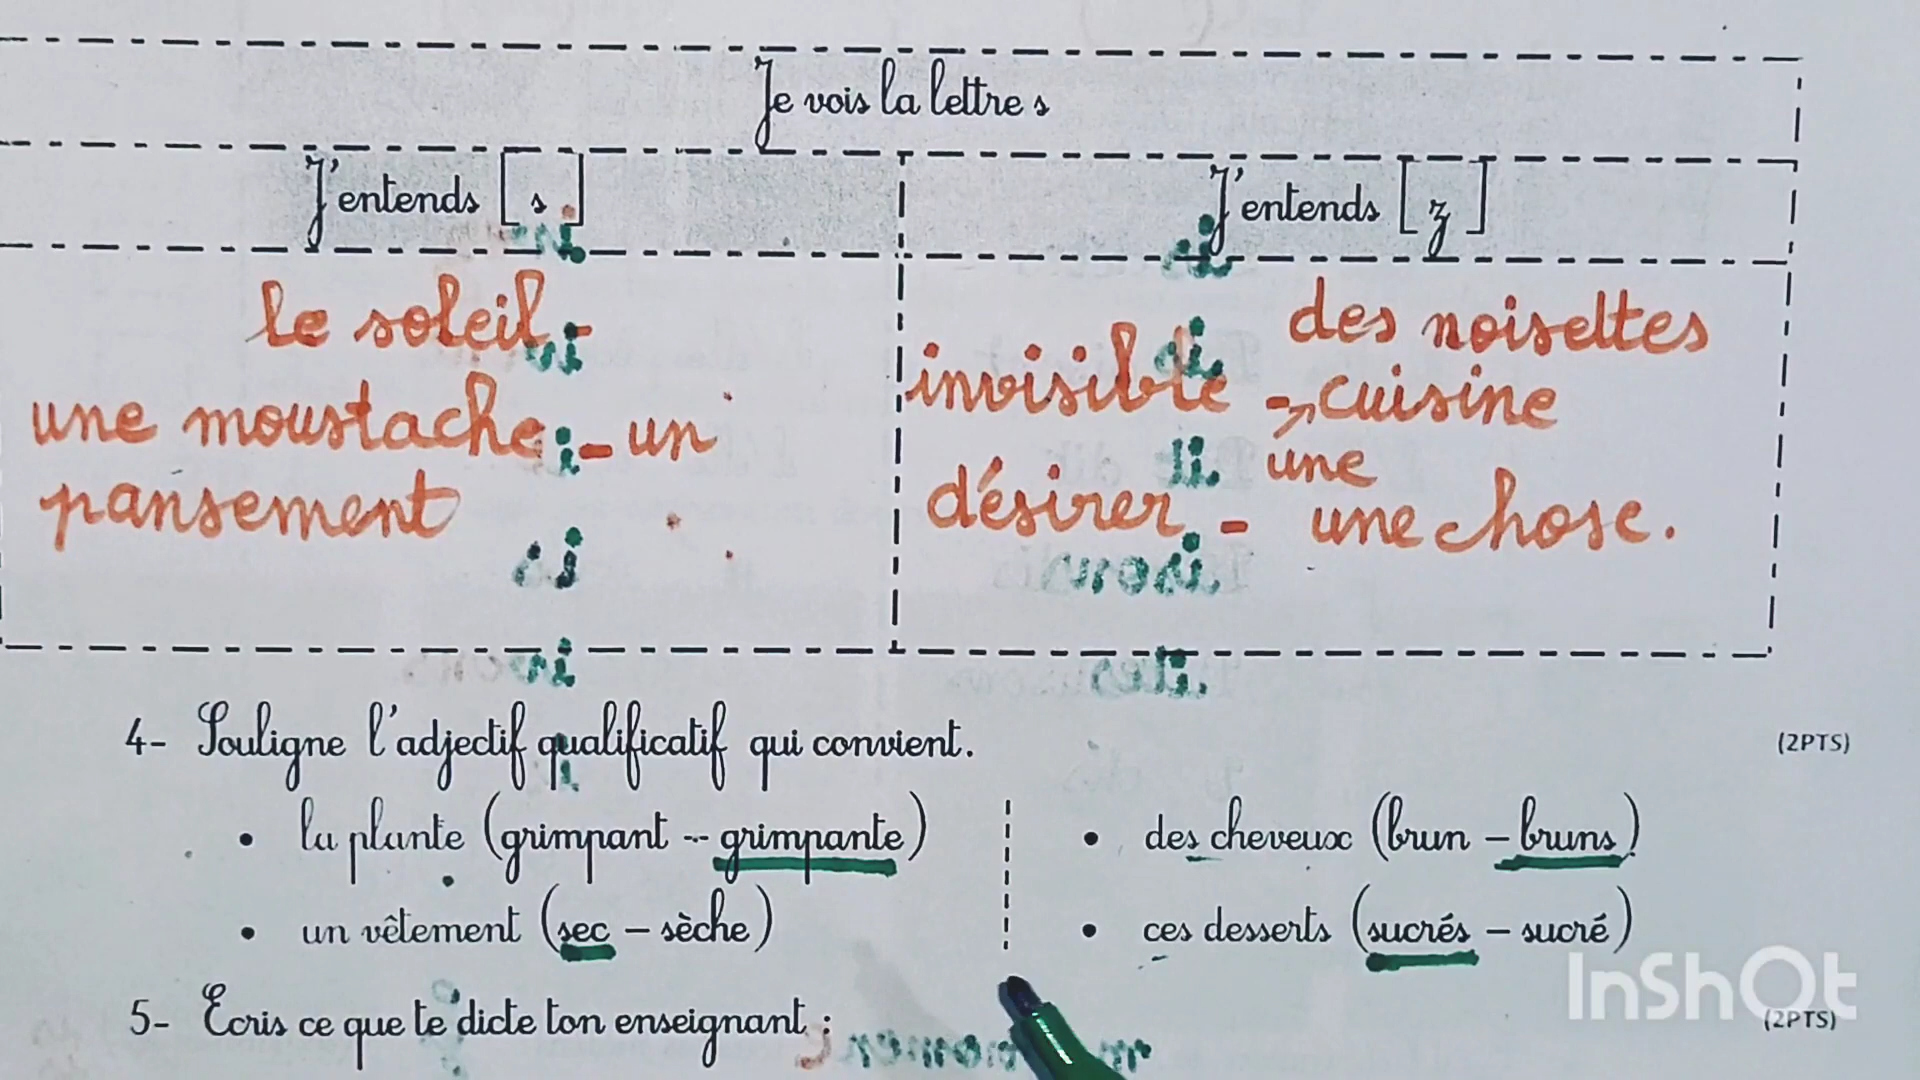 Je vois la lettre s
J'entends [s]
J'entends [z]
le soleil -
une moustache - un
pansement
des noisettes
invisible - cuisine
une
désirer - une chose.
4- Souligne l'adjectif qualificatif qui convient. (2PTS)
• la plante (grimpant -- grimpante)
• des cheveux (brun - bruns)
• un vêtement (sec - sèche)
• ces desserts (sucrés - sucré)
5- Ecris ce que te dicte ton enseignant : (2PTS)
InShOt